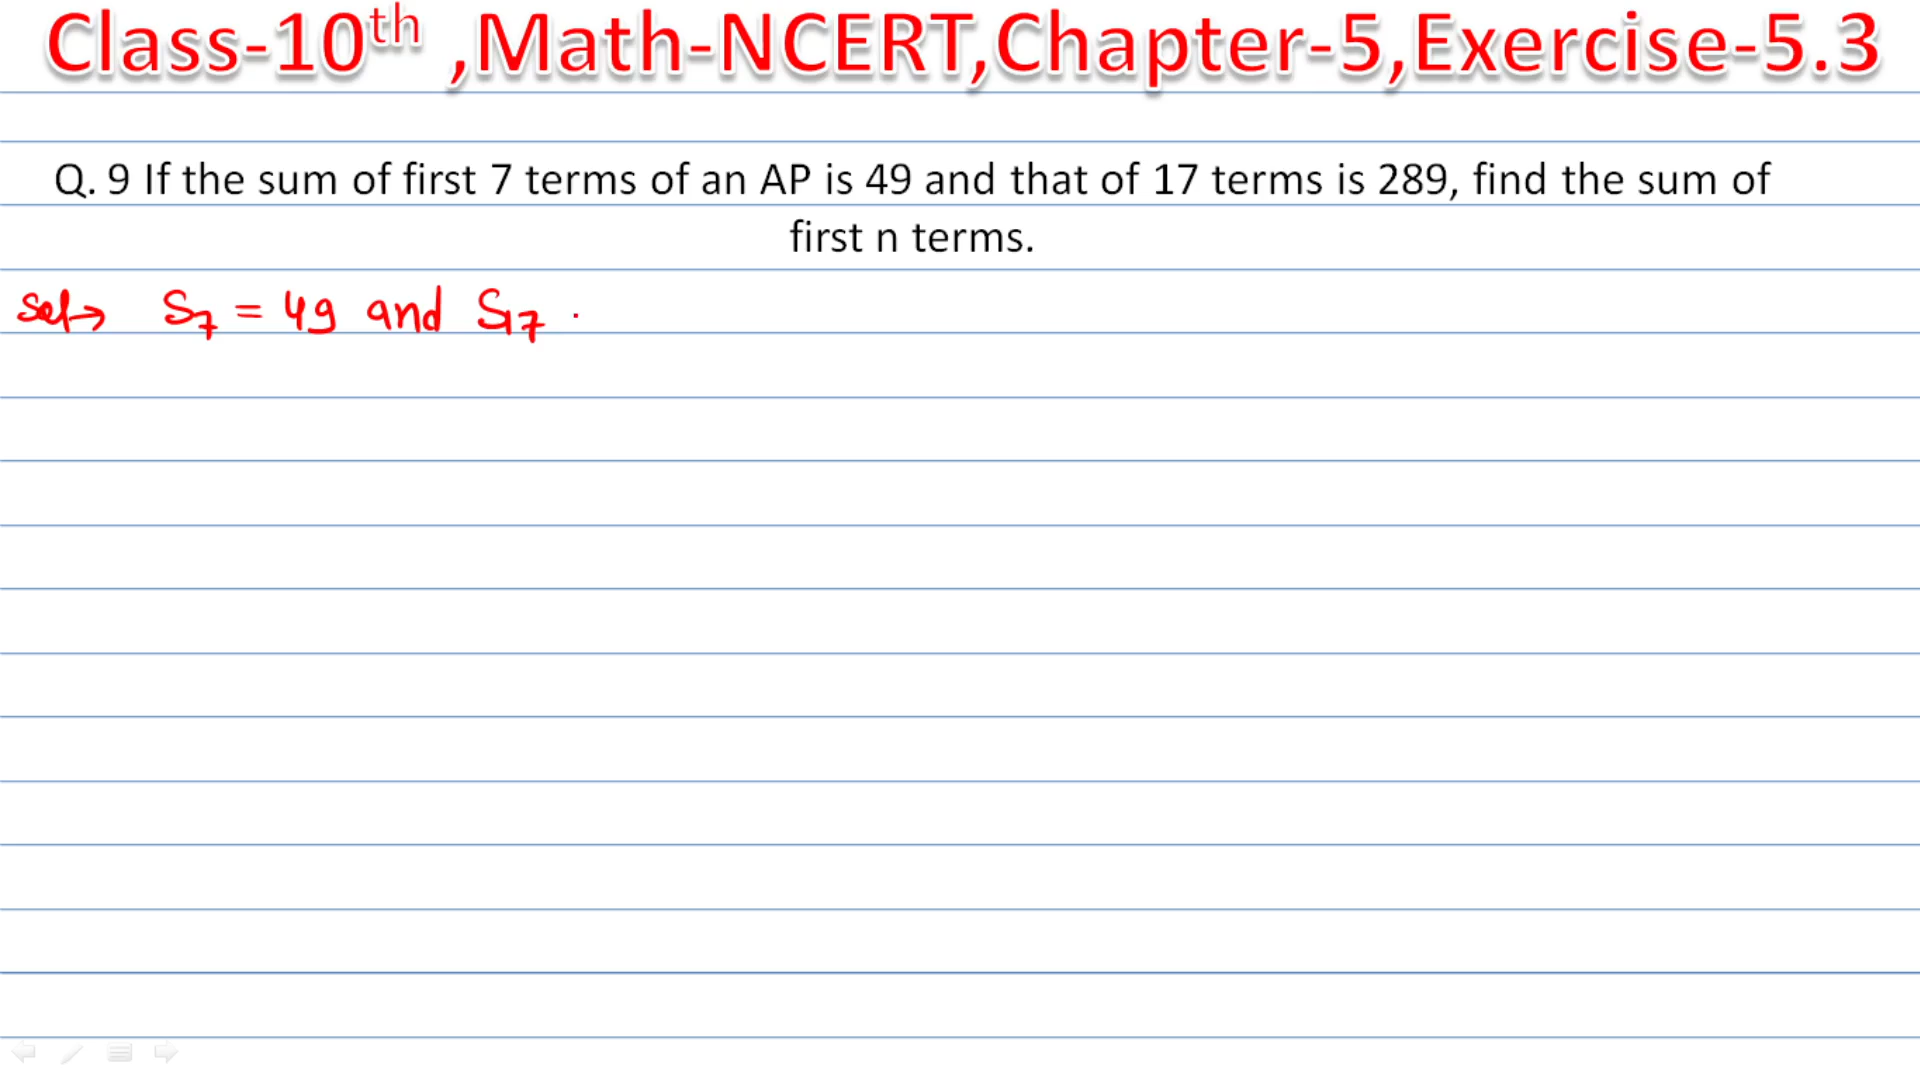 Class-10th ,Math-NCERT,Chapter-5,Exercise-5.3
Q. 9 If the sum of first 7 terms of an AP is 49 and that of 17 terms is 289, find the sum of
first n terms.
Sol→ S7 = 49 and S17